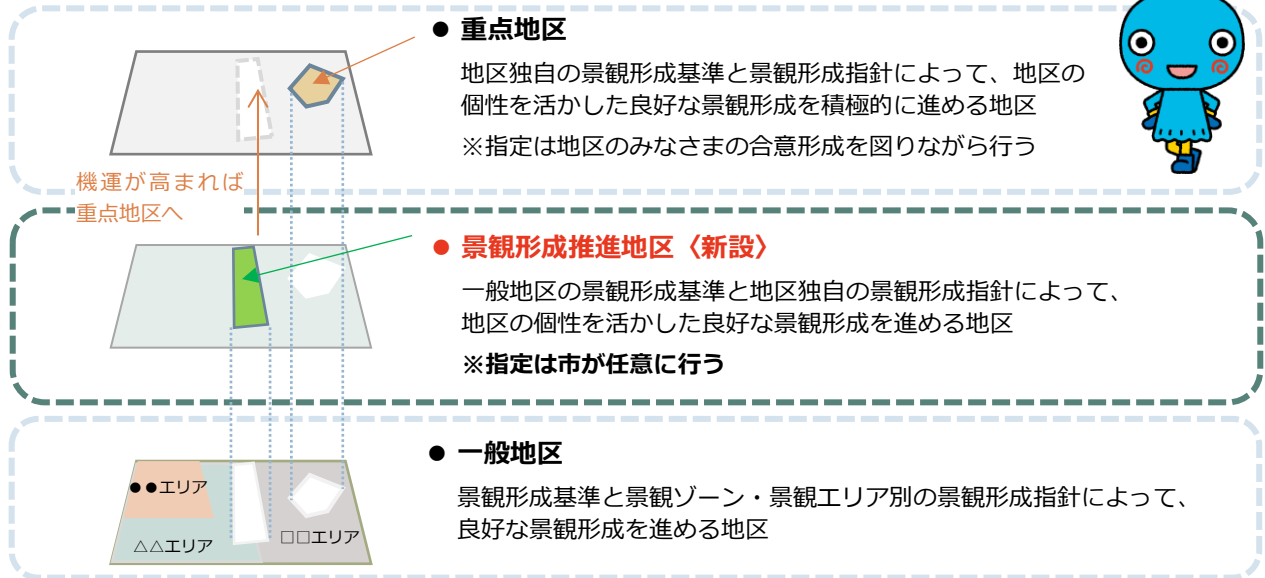 ● 重点地区
地区独自の景観形成基準と景観形成指針によって、地区の
個性を活かした良好な景観形成を積極的に進める地区
※指定は地区のみなさまの合意形成を図りながら行う
機運が高まれば
重点地区へ
● 景観形成推進地区〈新設〉
一般地区の景観形成基準と地区独自の景観形成指針によって、
地区の個性を活かした良好な景観形成を進める地区
※指定は市が任意に行う
● 一般地区
景観形成基準と景観ゾーン・景観エリア別の景観形成指針によって、
良好な景観形成を進める地区
●●エリア
△△エリア
□□エリア